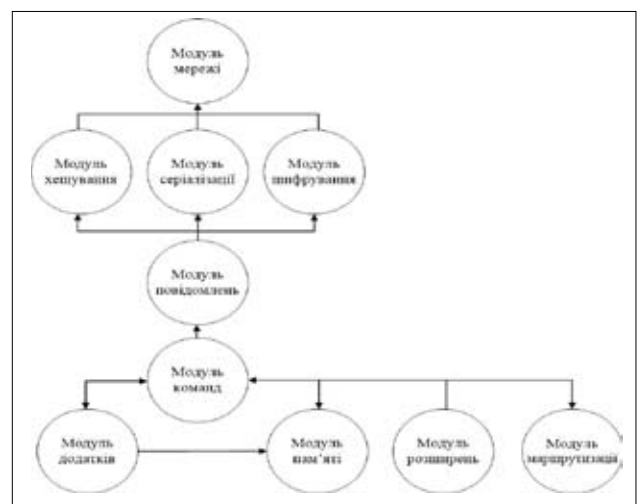 Модуль
мережі
Модуль
хешування
Модуль
серіалізації
Модуль
шифрування
Модуль
повідомлень
Модуль
команд
Модуль
додатків
Модуль
пам'яті
Модуль
розширень
Модуль
маршрутизації